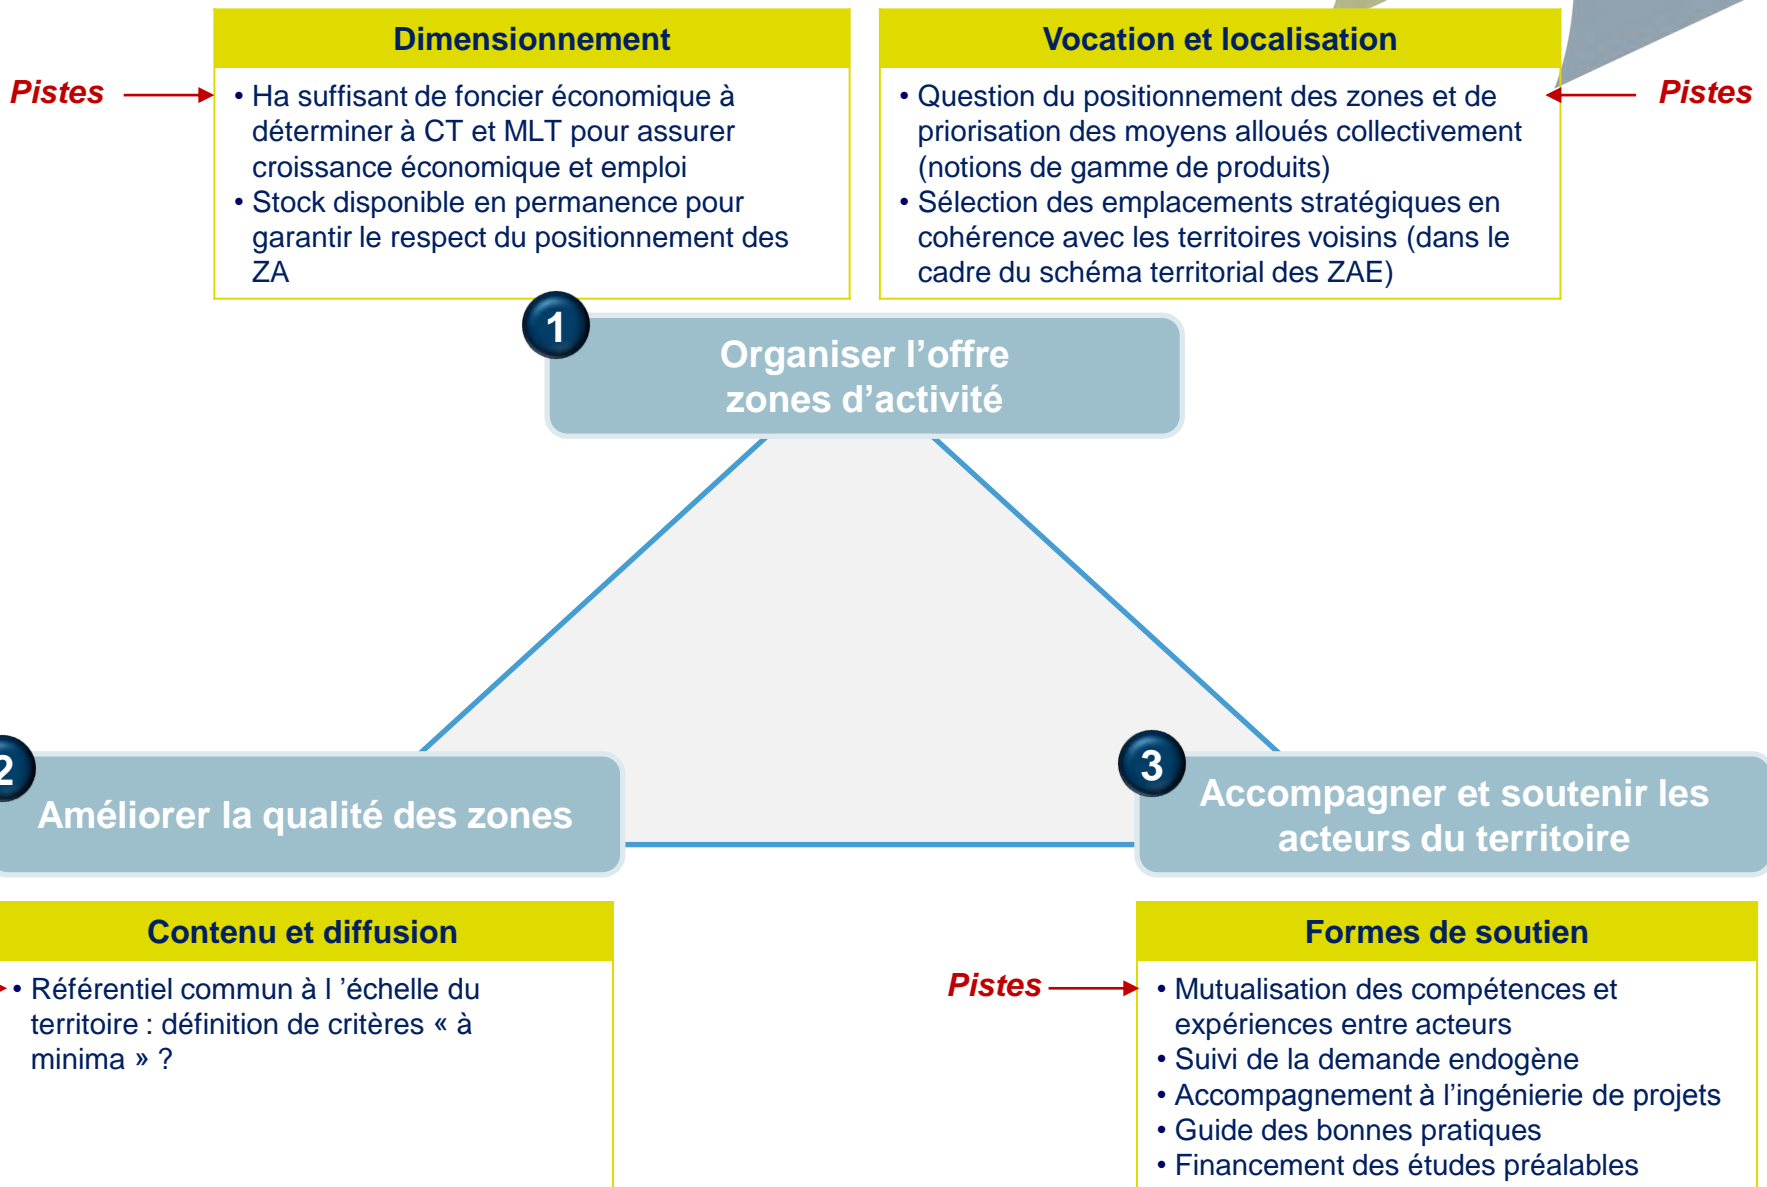 Dimensionnement
Pistes
• Ha suffisant de foncier économique à
déterminer à CT et MLT pour assurer
croissance économique et emploi
• Stock disponible en permanence pour
garantir le respect du positionnement des
ZA
Vocation et localisation
• Question du positionnement des zones et de
priorisation des moyens alloués collectivement
(notions de gamme de produits)
• Sélection des emplacements stratégiques en
cohérence avec les territoires voisins (dans le
cadre du schéma territorial des ZAE)
Pistes
1
Organiser l’offre
zones d’activité
2
Améliorer la qualité des zones
3
Accompagner et soutenir les
acteurs du territoire
Contenu et diffusion
• Référentiel commun à l ’échelle du
territoire : définition de critères « à
minima » ?
Formes de soutien
Pistes
• Mutualisation des compétences et
expériences entre acteurs
• Suivi de la demande endogène
• Accompagnement à l’ingénierie de projets
• Guide des bonnes pratiques
• Financement des études préalables